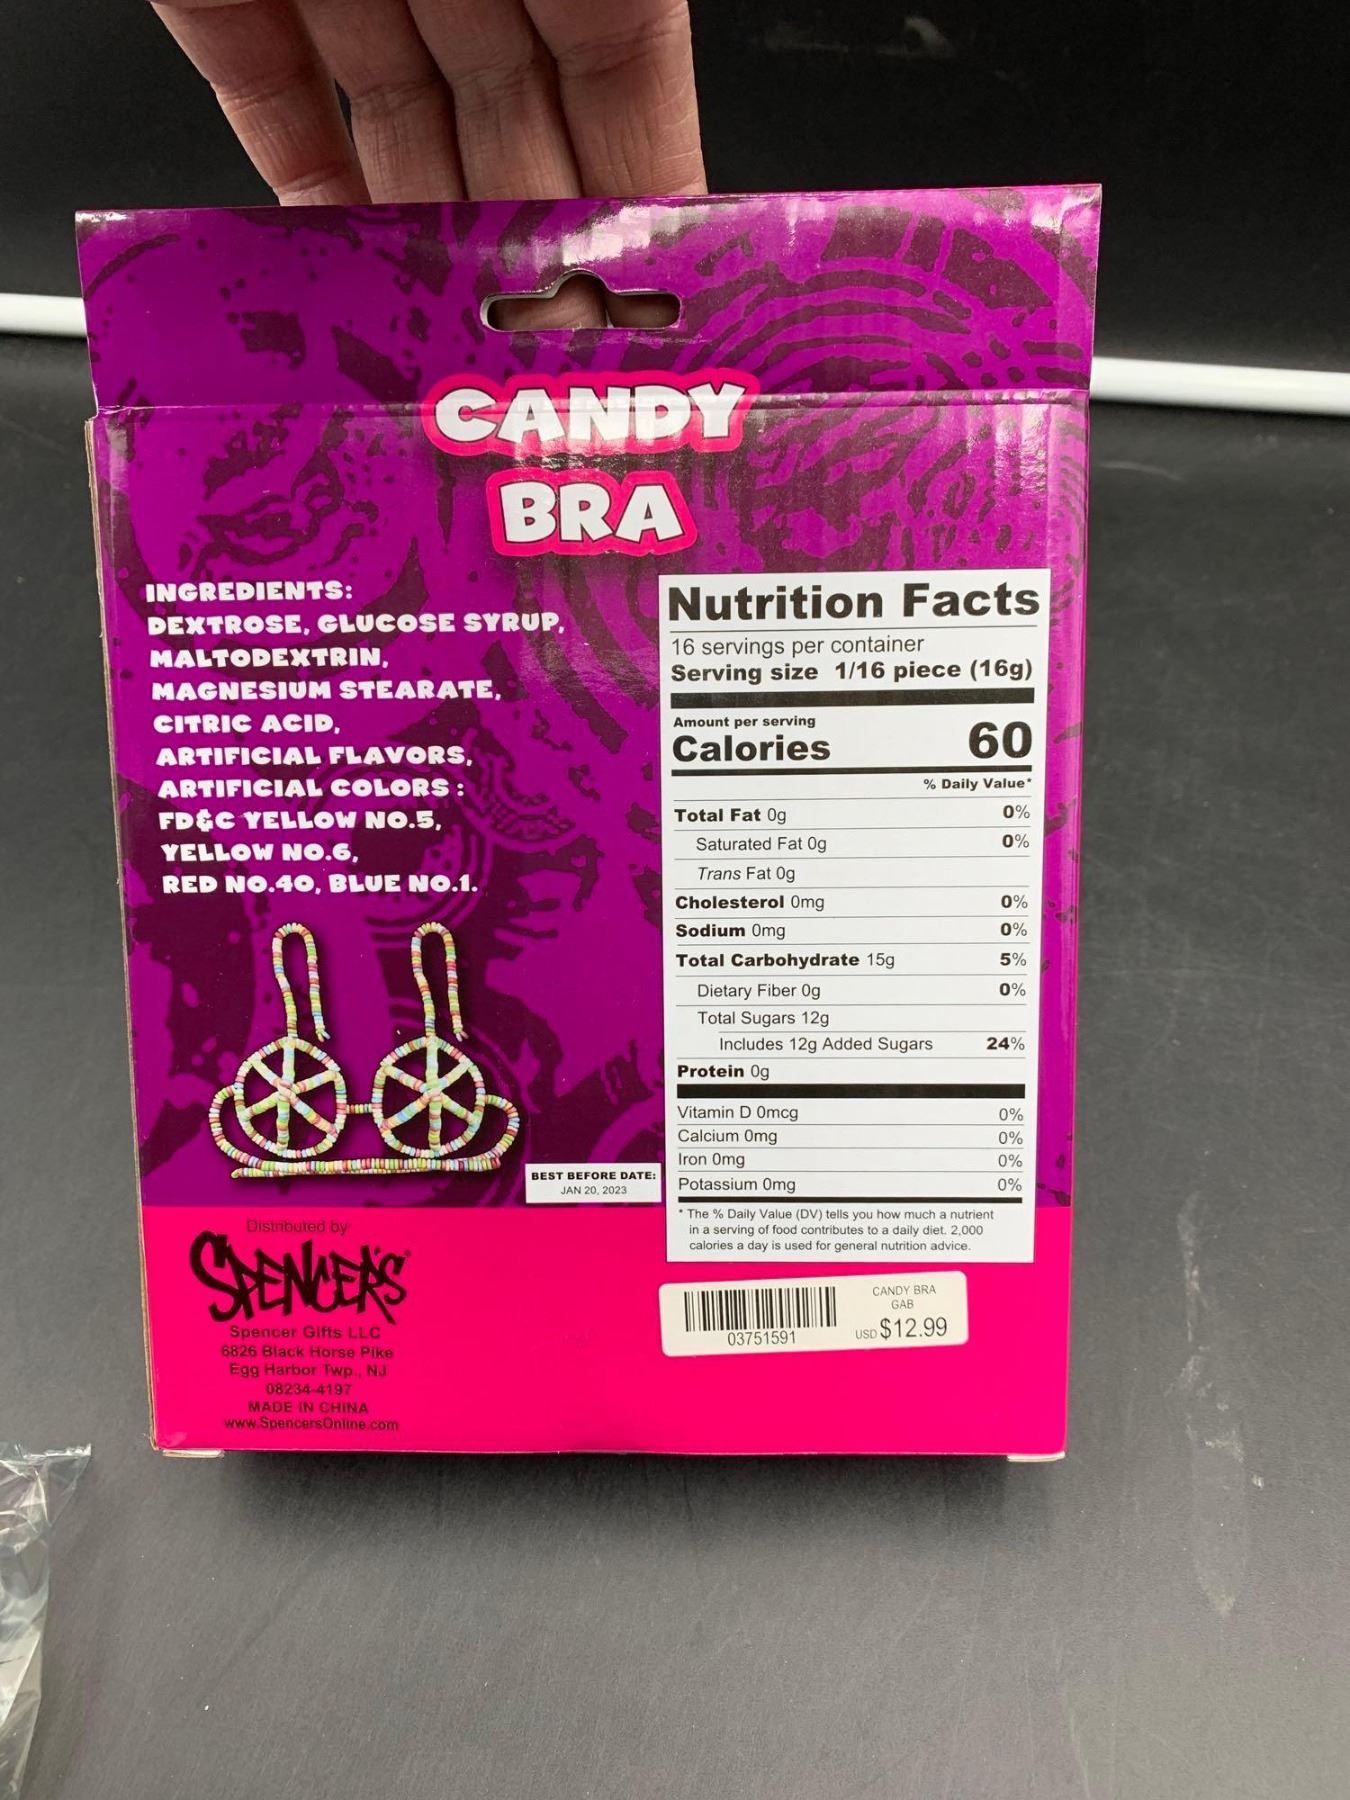 CANDY
BRA
INGREDIENTS:
DEXTROSE, GLUCOSE SYRUP,
MALTODEXTRIN,
MAGNESIUM STEARATE,
CITRIC ACID,
ARTIFICIAL FLAVORS,
ARTIFICIAL COLORS :
FD&C YELLOW NO.5,
YELLOW NO.6,
RED NO.40, BLUE NO.1.
BEST BEFORE DATE:
JAN 20, 2023
Nutrition Facts
16 servings per container
Serving size 1/16 piece (16g)
Amount per serving
Calories 60
% Daily Value*
Total Fat 0g 0%
Saturated Fat 0g 0%
Trans Fat 0g
Cholesterol 0mg 0%
Sodium 0mg 0%
Total Carbohydrate 15g 5%
Dietary Fiber 0g 0%
Total Sugars 12g
Includes 12g Added Sugars 24%
Protein 0g
Vitamin D 0mcg 0%
Calcium 0mg 0%
Iron 0mg 0%
Potassium 0mg 0%
* The % Daily Value (DV) tells you how much a nutrient
in a serving of food contributes to a daily diet. 2,000
calories a day is used for general nutrition advice.
Distributed by
SPENCER'S
Spencer Gifts LLC
6826 Black Horse Pike
Egg Harbor Twp., NJ
08234-4197
MADE IN CHINA
www.SpencersOnline.com
03751591
CANDY BRA
GAB
USD $12.99